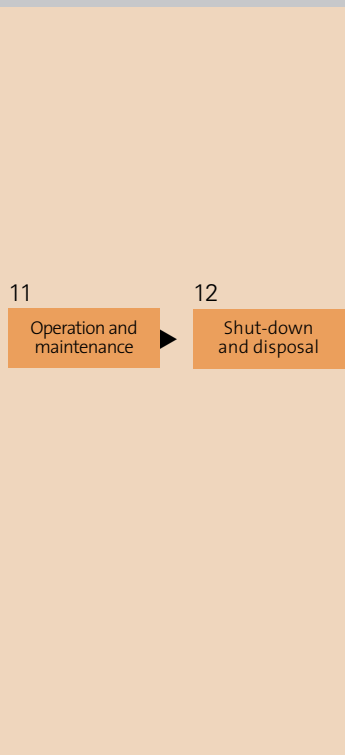 11
Operation and
maintenance
12
Shut-down
and disposal